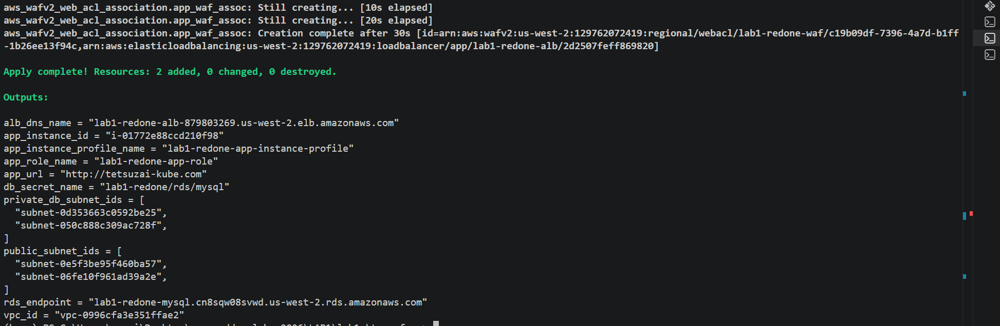 aws_wafv2_web_acl_association.app_waf_assoc: Still creating... [10s elapsed]
aws_wafv2_web_acl_association.app_waf_assoc: Still creating... [20s elapsed]
aws_wafv2_web_acl_association.app_waf_assoc: Creation complete after 30s [id=arn:aws:wafv2:us-west-2:129762072419:regional/webacl/lab1-redone-waf/c19b09df-7396-4a7d-b1ff
-1b26ee13f94c,arn:aws:elasticloadbalancing:us-west-2:129762072419:loadbalancer/app/lab1-redone-alb/2d2507feff869820]
Apply complete! Resources: 2 added, 0 changed, 0 destroyed.
Outputs:
alb_dns_name = "lab1-redone-alb-879803269.us-west-2.elb.amazonaws.com"
app_instance_id = "i-01772e88ccd210f98"
app_instance_profile_name = "lab1-redone-app-instance-profile"
app_role_name = "lab1-redone-app-role"
app_url = "http://tetsuzai-kube.com"
db_secret_name = "lab1-redone/rds/mysql"
private_db_subnet_ids = [
  "subnet-0d353663c0592be25",
  "subnet-050c888c309ac728f",
]
public_subnet_ids = [
  "subnet-0e5f3be95f460ba57",
  "subnet-06fe10f961ad39a2e",
]
rds_endpoint = "lab1-redone-mysql.cn8sqw08svwd.us-west-2.rds.amazonaws.com"
vpc_id = "vpc-0996cfa3e351ffae2"